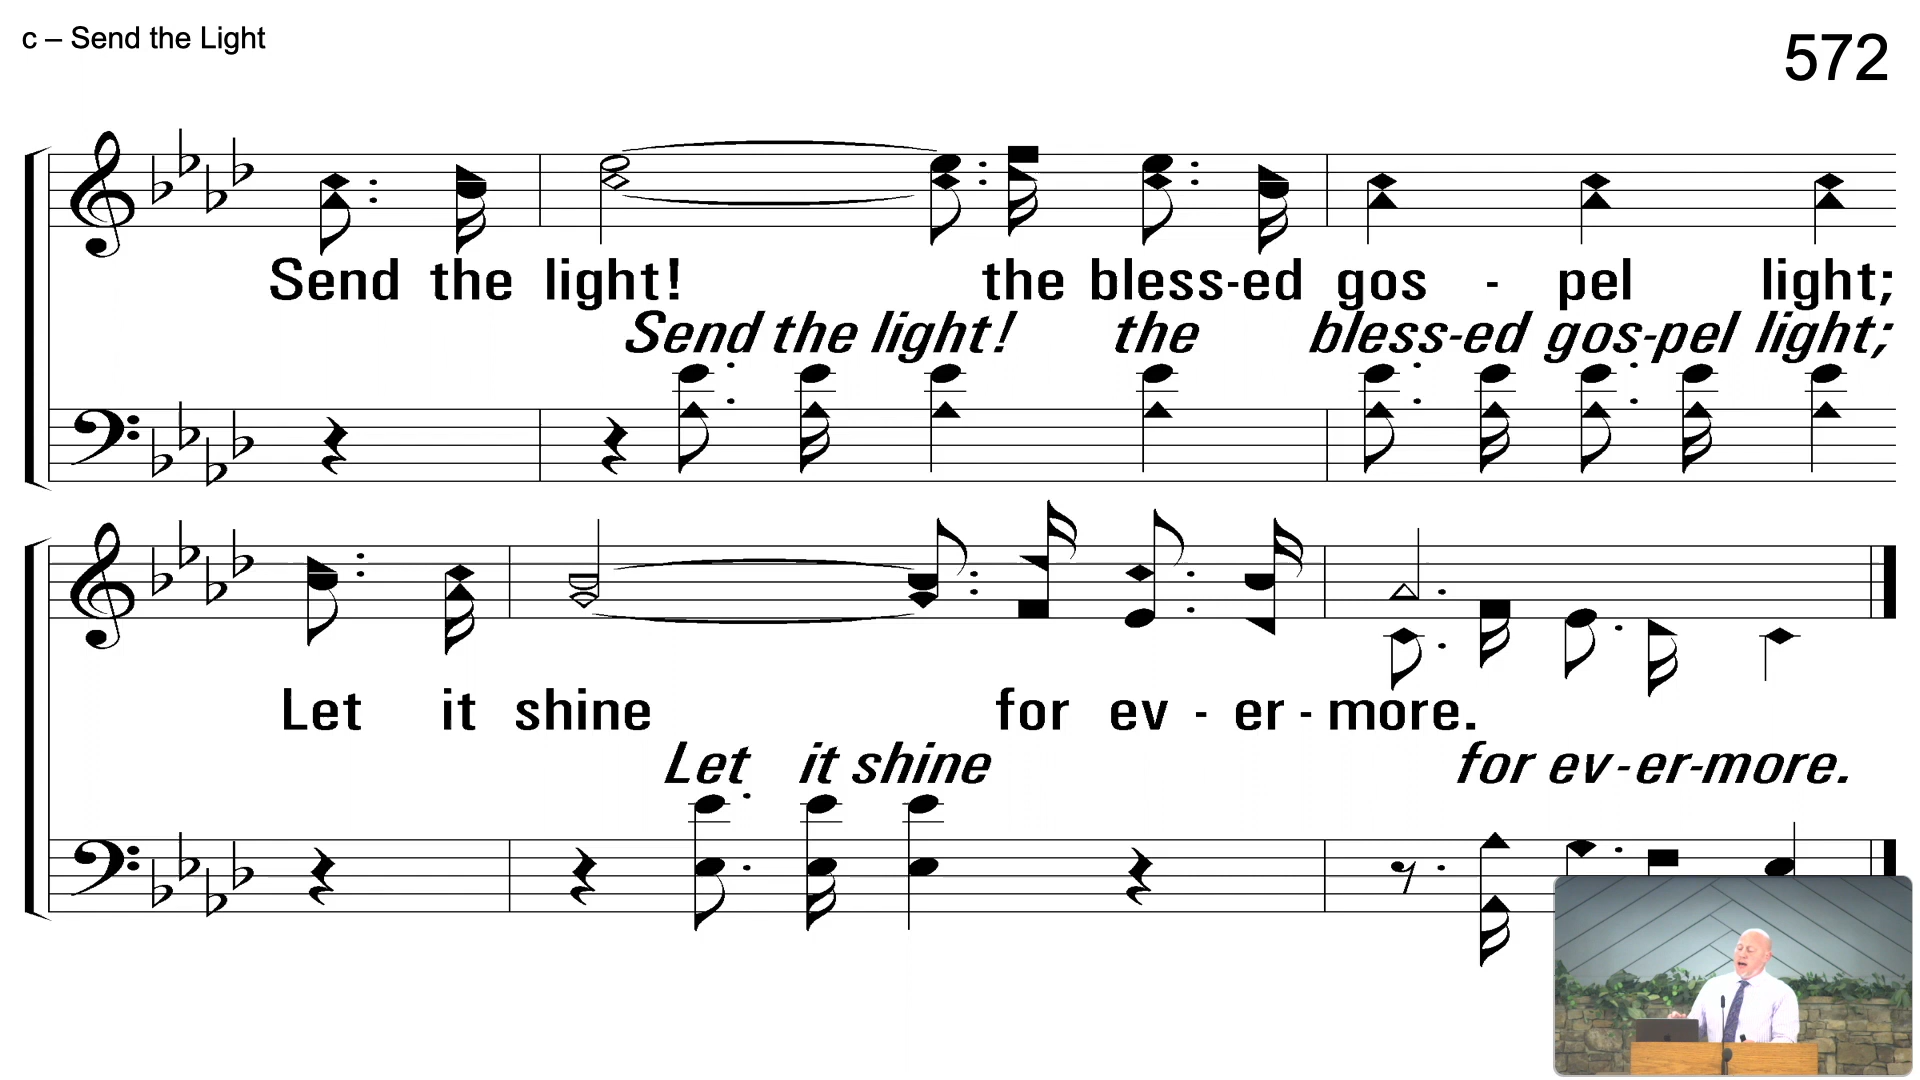 c – Send the Light
572
Send the light! the bless-ed gos - pel light;
Send the light! the bless-ed gos-pel light;
Let it shine for ev - er - more.
Let it shine for ev-er-more.